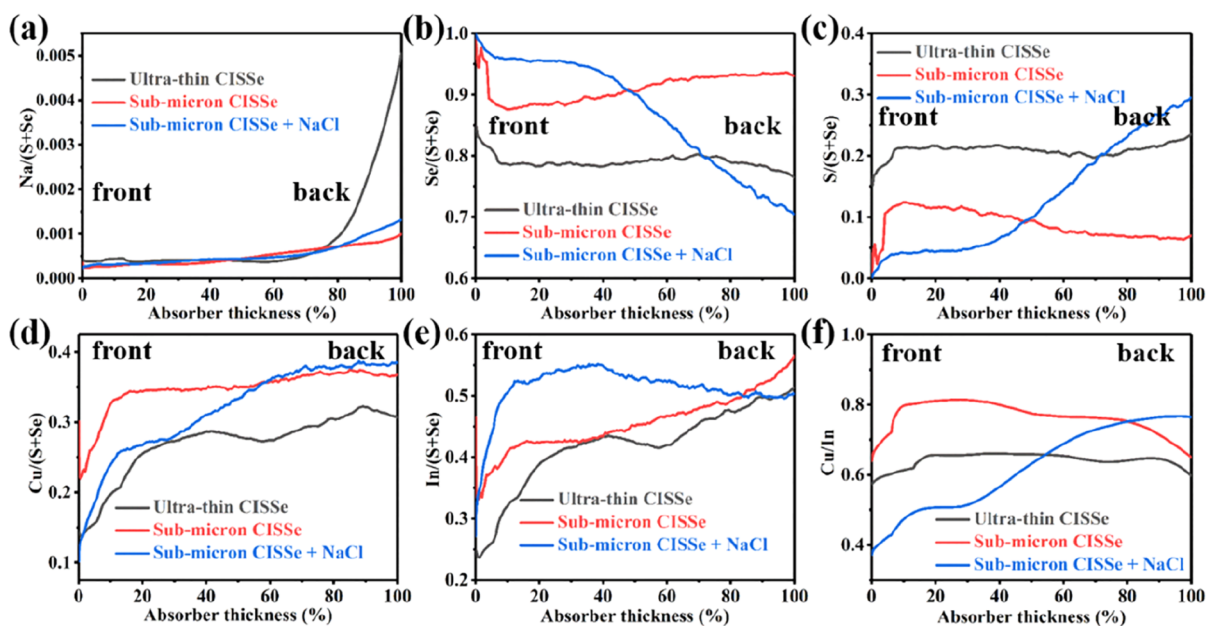 (a)
0.005
0.004
0.003
0.002
0.001
0.000
Na/(S+Se)
Ultra-thin CISSe
Sub-micron CISSe
Sub-micron CISSe + NaCl
front
back
0 20 40 60 80 100
Absorber thickness (%)
(b)
1.0
0.9
0.8
0.7
0.6
Se/(S+Se)
front
back
Ultra-thin CISSe
Sub-micron CISSe
Sub-micron CISSe + NaCl
0 20 40 60 80 100
Absorber thickness (%)
(c)
0.4
0.3
0.2
0.1
0.0
S/(S+Se)
Ultra-thin CISSe
Sub-micron CISSe
Sub-micron CISSe + NaCl
front
back
0 20 40 60 80 100
Absorber thickness (%)
(d)
0.4
0.3
0.2
0.1
Cu/(S+Se)
front
back
Ultra-thin CISSe
Sub-micron CISSe
Sub-micron CISSe + NaCl
0 20 40 60 80 100
Absorber thickness (%)
(e)
0.6
0.5
0.4
0.3
0.2
In/(S+Se)
front
back
Ultra-thin CISSe
Sub-micron CISSe
Sub-micron CISSe + NaCl
0 20 40 60 80 100
Absorber thickness (%)
(f)
1.0
0.8
0.6
0.4
Cu/In
front
back
Ultra-thin CISSe
Sub-micron CISSe
Sub-micron CISSe + NaCl
0 20 40 60 80 100
Absorber thickness (%)